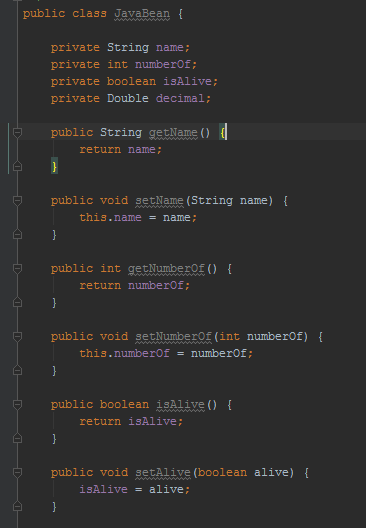 public class JavaBean {
private String name;
private int numberOf;
private boolean isAlive;
private Double decimal;
public String getName() {
return name;
}
public void setName(String name) {
this.name = name;
}
public int getNumberOf() {
return numberOf;
}
public void setNumberOf(int numberOf) {
this.numberOf = numberOf;
}
public boolean isAlive() {
return isAlive;
}
public void setAlive(boolean alive) {
isAlive = alive;
}